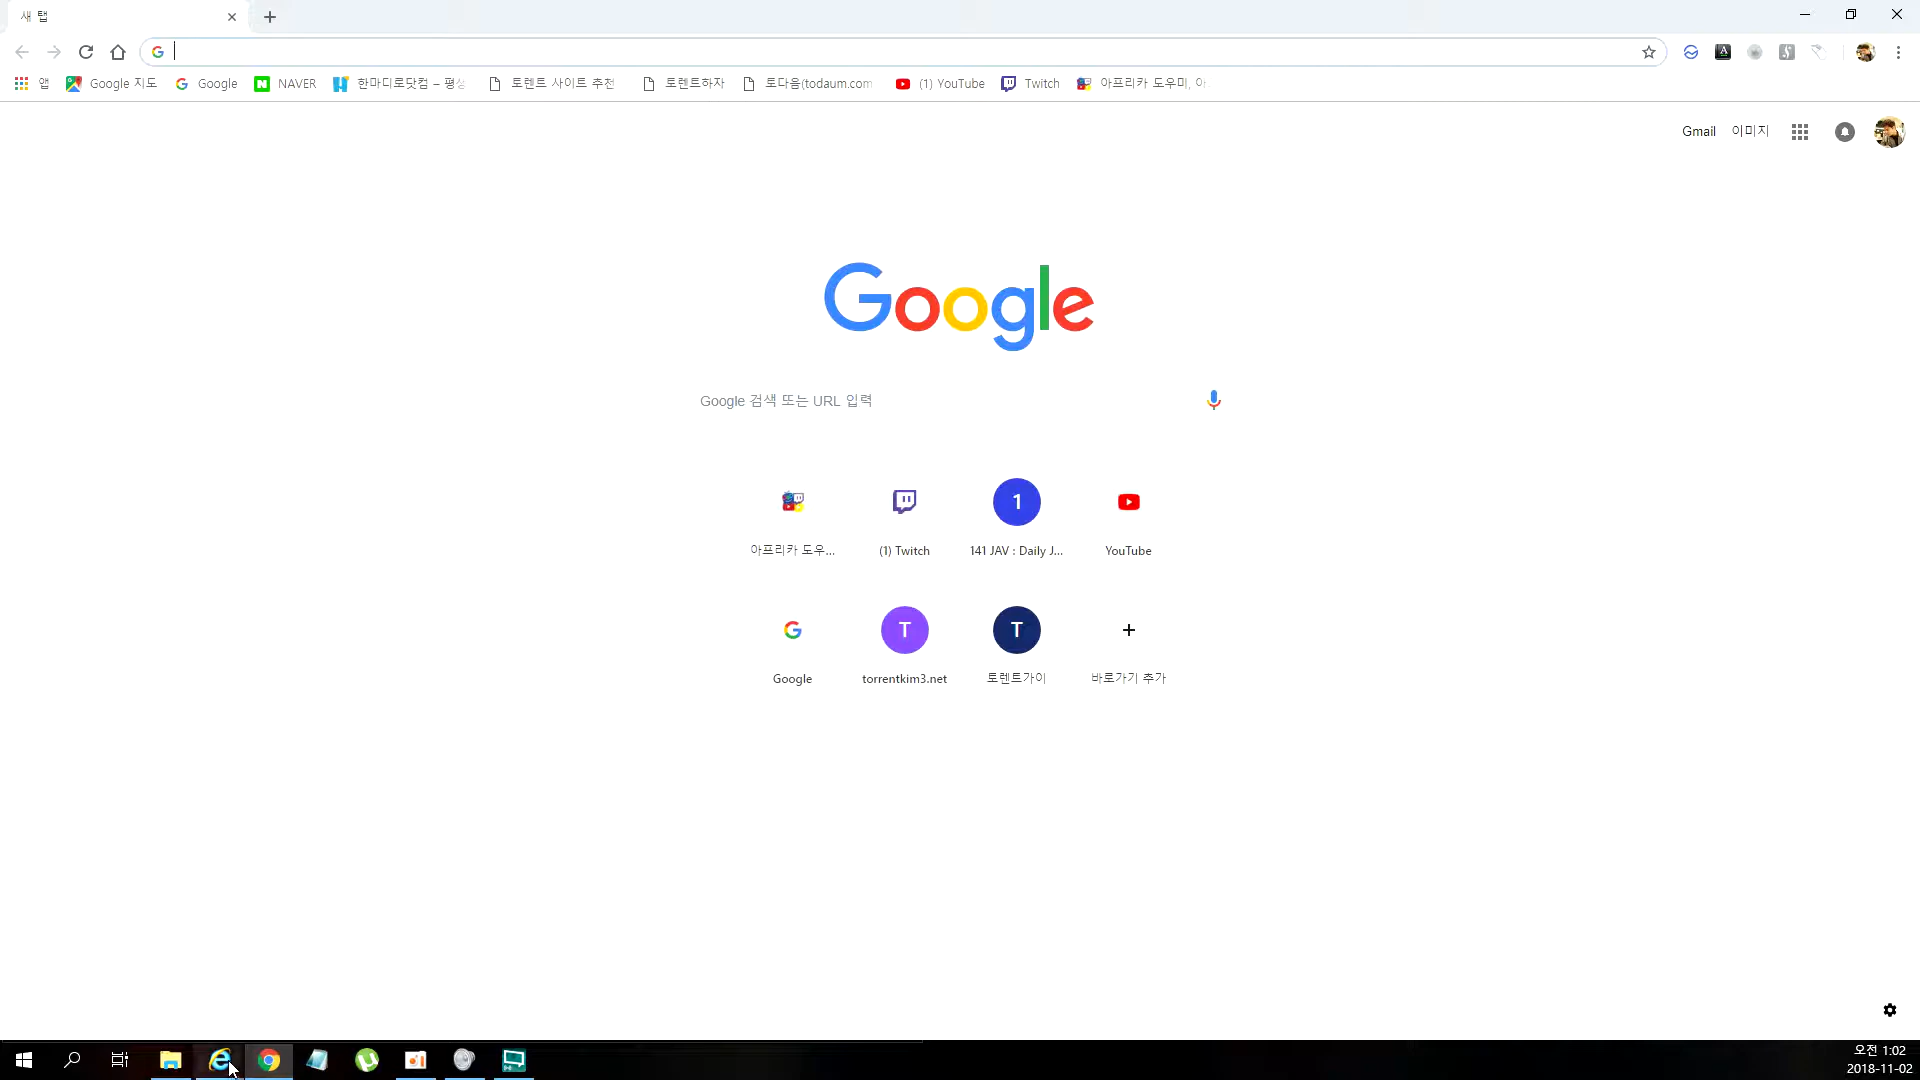 새 탭
앱 Google 지도 Google NAVER 한마디로닷컴 – 평생 토렌트 사이트 추천 토렌트하자 토다음(todaum.com (1) YouTube Twitch 아프리카 도우미, 아
Gmail 이미지
Google
Google 검색 또는 URL 입력
1
아프리카 도우... (1) Twitch 141 JAV : Daily J... YouTube
T T
Google torrentkim3.net 토렌트가이 바로가기 추가
오전 1:02
2018-11-02